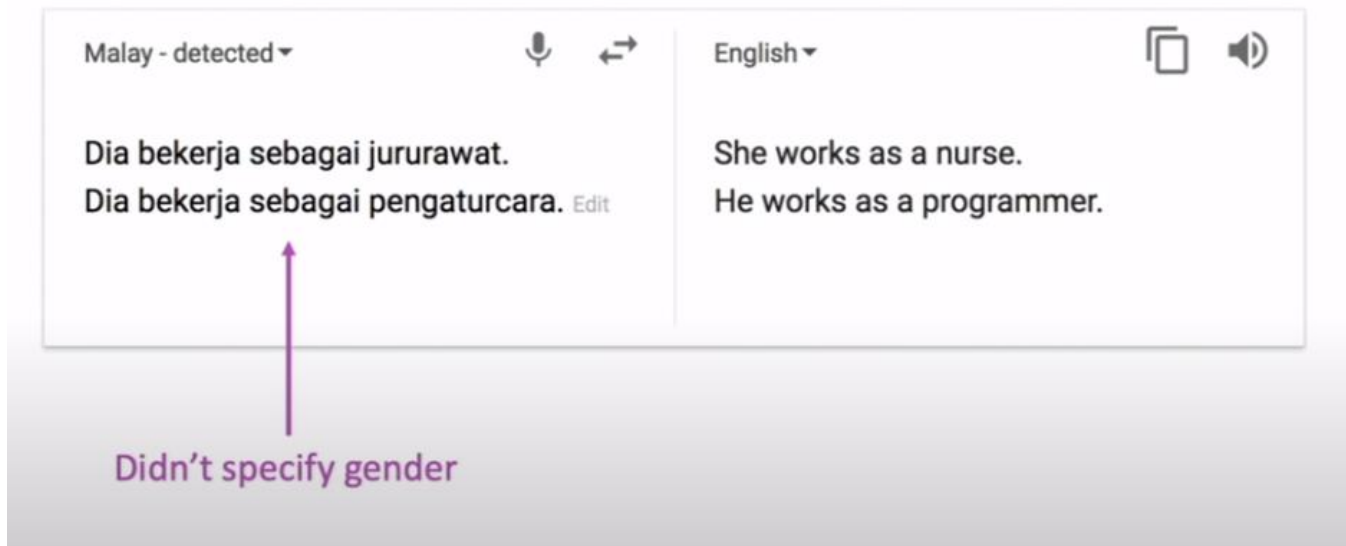 Malay - detected
English
Dia bekerja sebagai jururawat.
Dia bekerja sebagai pengaturcara. Edit
She works as a nurse.
He works as a programmer.
Didn't specify gender